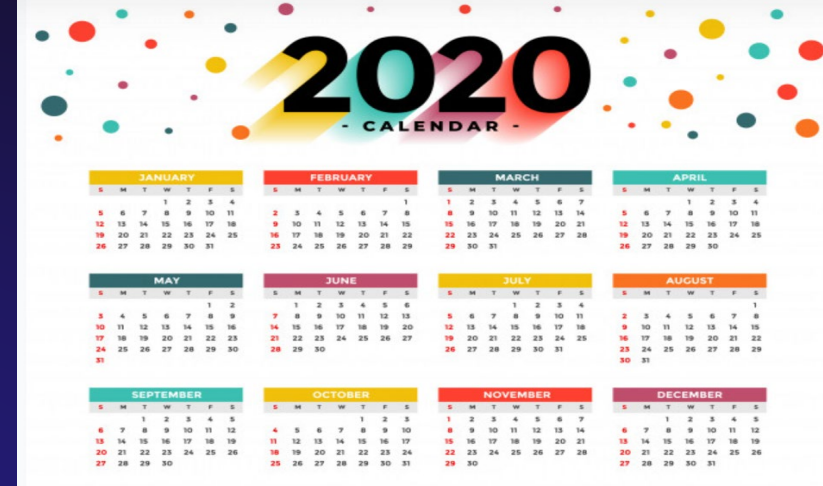 2020
- CALENDAR -
JANUARY
S M T W T F S
1 2 3 4
5 6 7 8 9 10 11
12 13 14 15 16 17 18
19 20 21 22 23 24 25
26 27 28 29 30 31
FEBRUARY
S M T W T F S
1
2 3 4 5 6 7 8
9 10 11 12 13 14 15
16 17 18 19 20 21 22
23 24 25 26 27 28 29
MARCH
S M T W T F S
1 2 3 4 5 6 7
8 9 10 11 12 13 14
15 16 17 18 19 20 21
22 23 24 25 26 27 28
29 30 31
APRIL
S M T W T F S
1 2 3 4
5 6 7 8 9 10 11
12 13 14 15 16 17 18
19 20 21 22 23 24 25
26 27 28 29 30
MAY
S M T W T F S
1 2
3 4 5 6 7 8 9
10 11 12 13 14 15 16
17 18 19 20 21 22 23
24 25 26 27 28 29 30
31
JUNE
S M T W T F S
1 2 3 4 5 6
7 8 9 10 11 12 13
14 15 16 17 18 19 20
21 22 23 24 25 26 27
28 29 30
JULY
S M T W T F S
1 2 3 4
5 6 7 8 9 10 11
12 13 14 15 16 17 18
19 20 21 22 23 24 25
26 27 28 29 30 31
AUGUST
S M T W T F S
1
2 3 4 5 6 7 8
9 10 11 12 13 14 15
16 17 18 19 20 21 22
23 24 25 26 27 28 29
30 31
SEPTEMBER
S M T W T F S
1 2 3 4 5
6 7 8 9 10 11 12
13 14 15 16 17 18 19
20 21 22 23 24 25 26
27 28 29 30
OCTOBER
S M T W T F S
1 2 3
4 5 6 7 8 9 10
11 12 13 14 15 16 17
18 19 20 21 22 23 24
25 26 27 28 29 30 31
NOVEMBER
S M T W T F S
1 2 3 4 5 6 7
8 9 10 11 12 13 14
15 16 17 18 19 20 21
22 23 24 25 26 27 28
29 30
DECEMBER
S M T W T F S
1 2 3 4 5
6 7 8 9 10 11 12
13 14 15 16 17 18 19
20 21 22 23 24 25 26
27 28 29 30 31